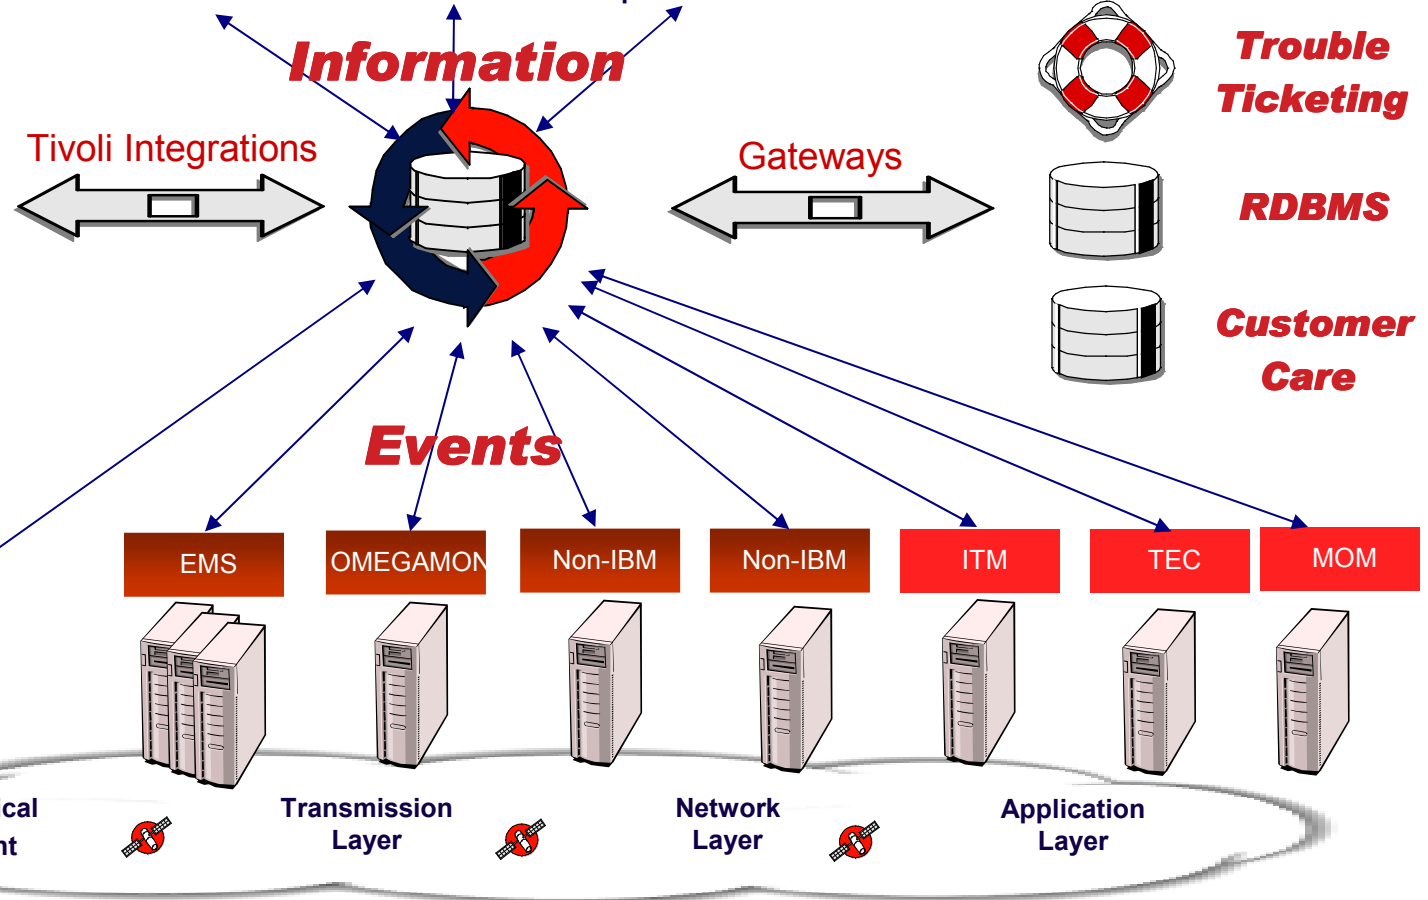 Information
Trouble
Ticketing
Tivoli Integrations
Gateways
RDBMS
Customer
Care
Events
EMS
OMEGAMON
Non-IBM
Non-IBM
ITM
TEC
MOM
Transmission
Layer
Network
Layer
Application
Layer